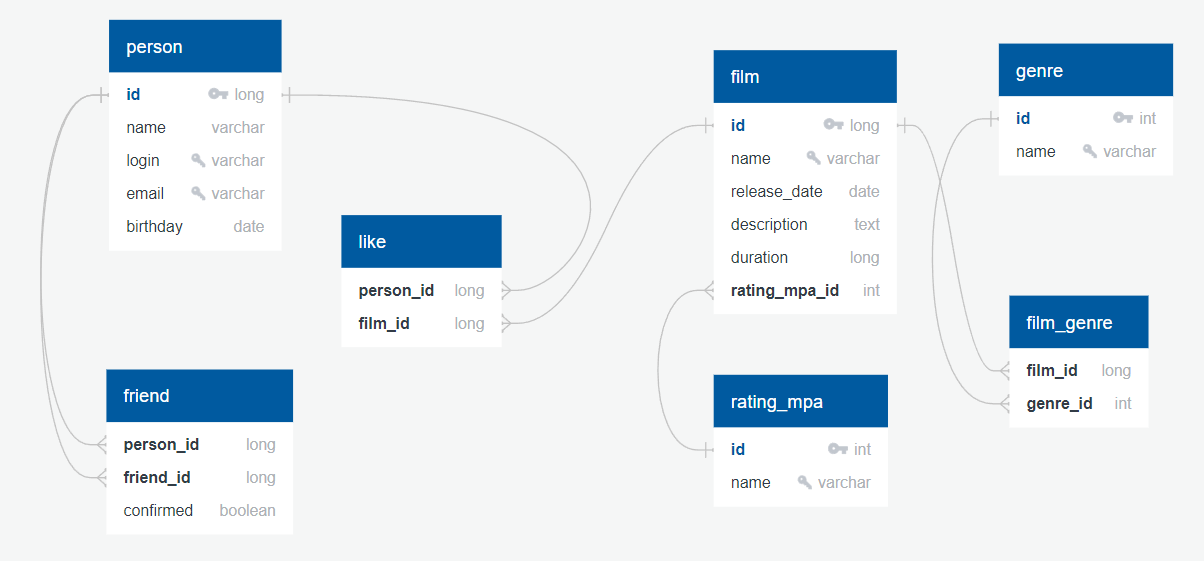 person
id long
name varchar
login varchar
email varchar
birthday date
like
person_id long
film_id long
friend
person_id long
friend_id long
confirmed boolean
film
id long
name varchar
release_date date
description text
duration long
rating_mpa_id int
rating_mpa
id int
name varchar
genre
id int
name varchar
film_genre
film_id long
genre_id int